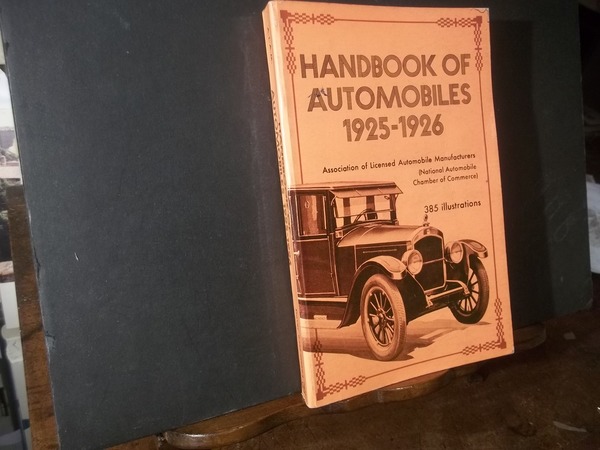 HANDBOOK OF
AUTOMOBILES
1925-1926
Association of Licensed Automobile Manufacturers
(National Automobile
Chamber of Commerce)
385 illustrations